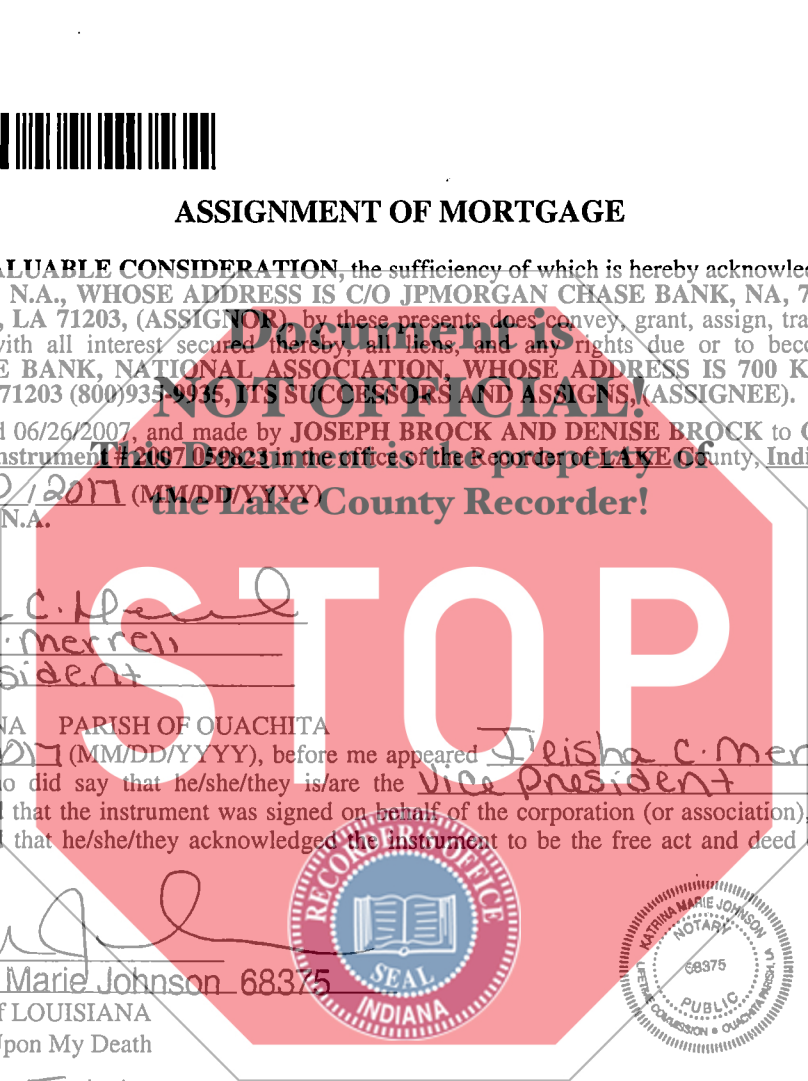 ASSIGNMENT OF MORTGAGE
ALUABLE CONSIDERATION, the sufficiency of which is hereby acknowled
N.A., WHOSE ADDRESS IS C/O JPMORGAN CHASE BANK, NA, 7
, LA 71203, (ASSIGNOR), by these presents does convey, grant, assign, tra
Document is
with all interest secured thereby, all liens, and any rights due or to beco
E BANK, NATIONAL ASSOCIATION, WHOSE ADDRESS IS 700 K
71203 (800)935-9935, ITS SUCCESSORS AND ASSIGNS, (ASSIGNEE).
NOT OFFICIAL!
d 06/26/2007, and made by JOSEPH BROCK AND DENISE BROCK to
nstrument # 2007 059823 in the office of the Recorder of LAKE County, Indi
This Document is the property of
/2017 (MM/DD/YYYY)
the Lake County Recorder!
N.A.
STOP
C. Merrell
sident
NA PARISH OF OUACHITA
2017 (MM/DD/YYYY), before me appeared Ileisha C. Mer
o did say that he/she/they is/are the Vice President
d that the instrument was signed on behalf of the corporation (or association),
d that he/she/they acknowledged the instrument to be the free act and deed
RECORDER'S OFFICE
SEAL
INDIANA
KATRINA MARIE JOHNSON
NOTARY
68375
PUBLIC
LIFETIME COMMISSION
OUACHITA PARISH, LA
Marie Johnson 68375
f LOUISIANA
Upon My Death